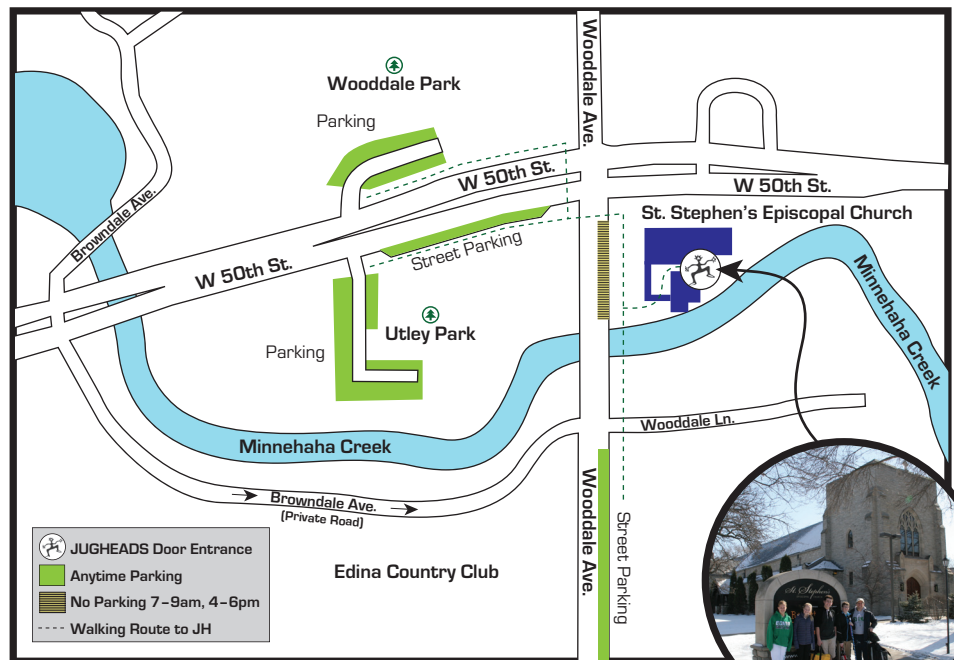 Wooddale Park
Parking
Wooddale Ave.
W 50th St.
W 50th St.
Browndale Ave.
St. Stephen's Episcopal Church
Street Parking
W 50th St.
Minnehaha Creek
Utley Park
Parking
Wooddale Ln.
Minnehaha Creek
Browndale Ave.
(Private Road)
Wooddale Ave.
Street Parking
Edina Country Club
JUGHEADS Door Entrance
Anytime Parking
No Parking 7-9am, 4-6pm
Walking Route to JH
St. Stephens